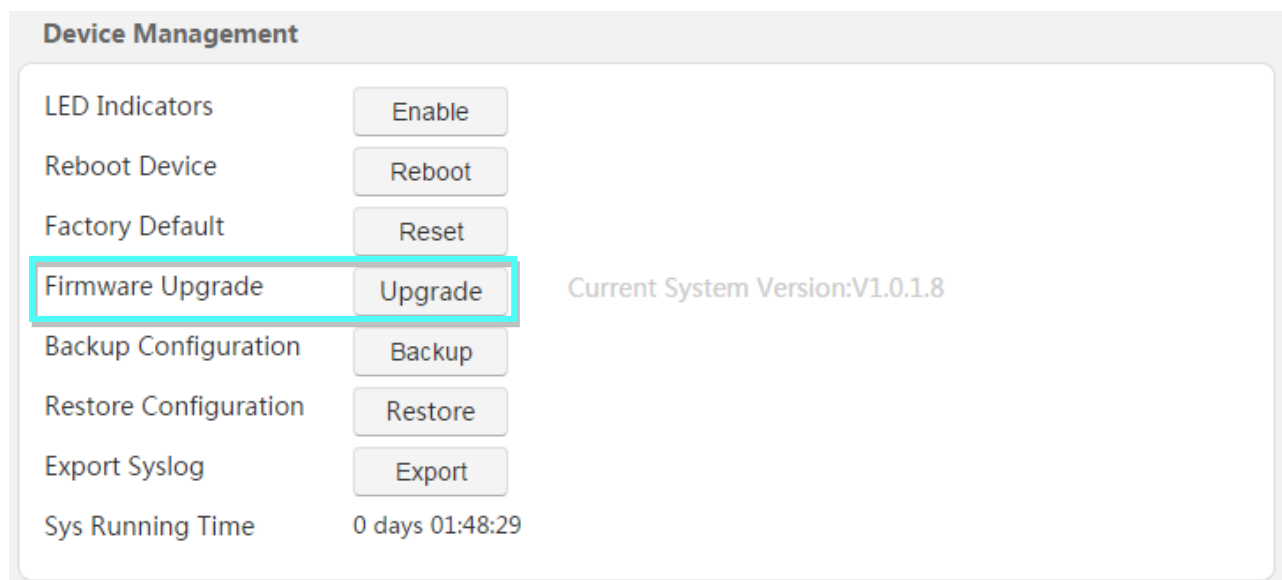 Device Management
LED Indicators Enable
Reboot Device Reboot
Factory Default Reset
Firmware Upgrade Upgrade Current System Version:V1.0.1.8
Backup Configuration Backup
Restore Configuration Restore
Export Syslog Export
Sys Running Time 0 days 01:48:29